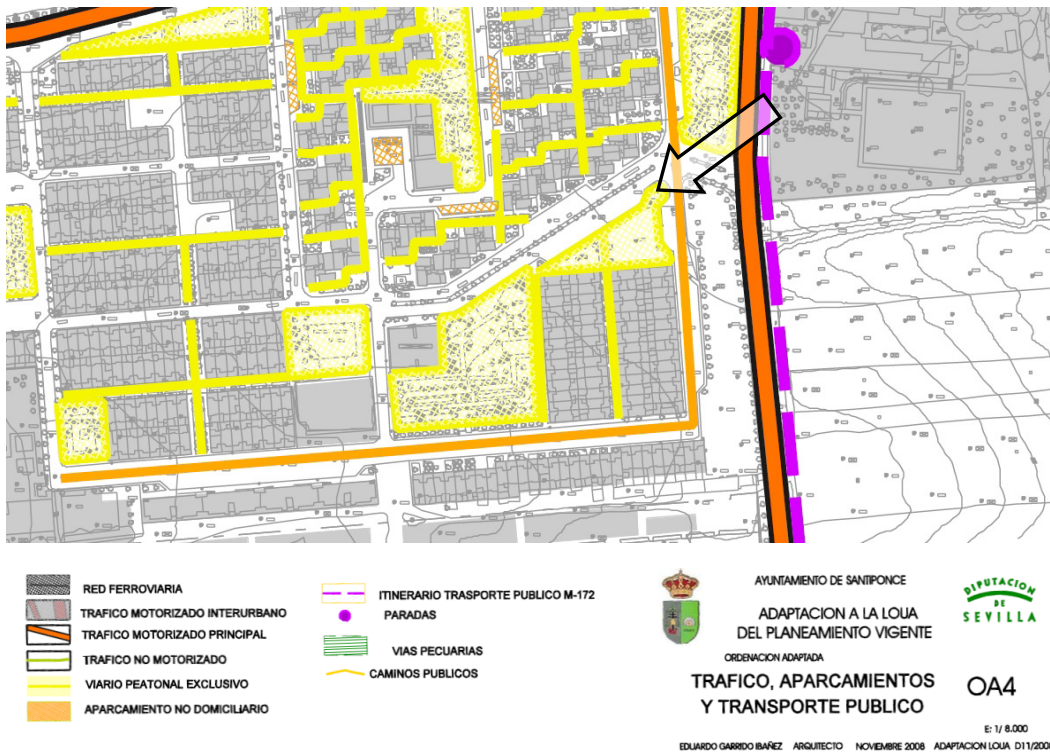 RED FERROVIARIA
TRAFICO MOTORIZADO INTERURBANO
TRAFICO MOTORIZADO PRINCIPAL
TRAFICO NO MOTORIZADO
VIARIO PEATONAL EXCLUSIVO
APARCAMIENTO NO DOMICILIARIO
ITINERARIO TRASPORTE PUBLICO M-172
PARADAS
VIAS PECUARIAS
CAMINOS PUBLICOS
AYUNTAMIENTO DE SANTIPONCE
ADAPTACION A LA LOUA
DEL PLANEAMIENTO VIGENTE
ORDENACION ADAPTADA
TRAFICO, APARCAMIENTOS
Y TRANSPORTE PUBLICO
DIPUTACION
DE
SEVILLA
OA4
E: 1/ 8.000
EDUARDO GARRIDO IBAÑEZ ARQUITECTO NOVIEMBRE 2008 ADAPTACION LOUA